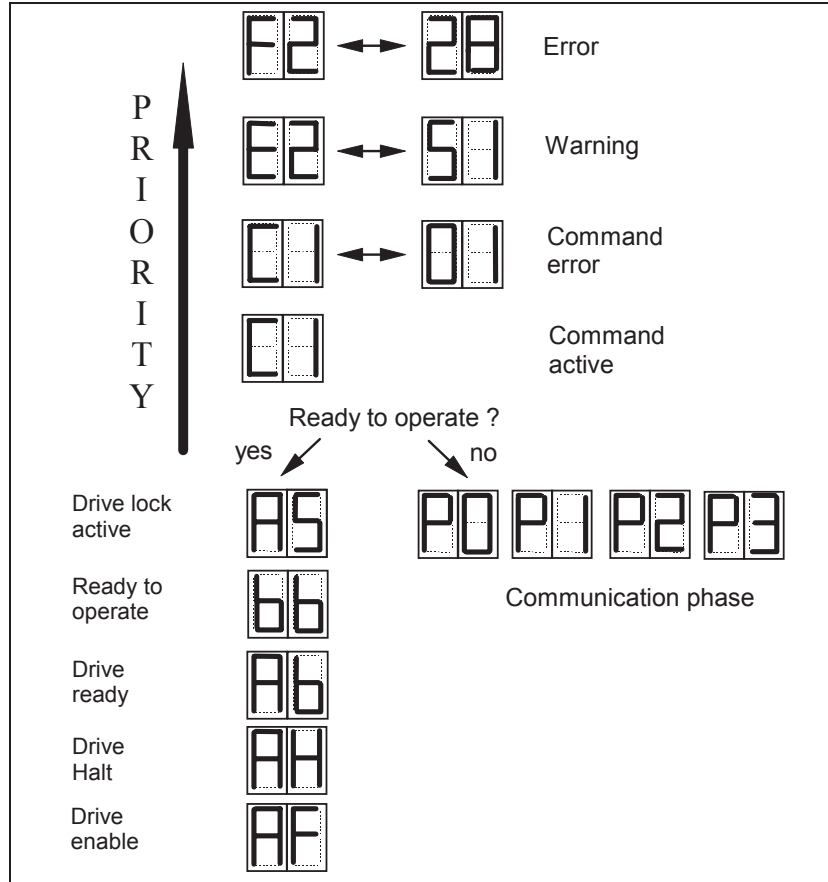 F2 28 Error
PRIORITY
E2 51 Warning
C1 01 Command
error
C1 Command
active
Ready to operate ?
yes no
Drive lock
active
A5 P0 P1 P2 P3
Ready to
operate
bb
Communication phase
Drive
ready
Ab
Drive
Halt
AH
Drive
enable
AF